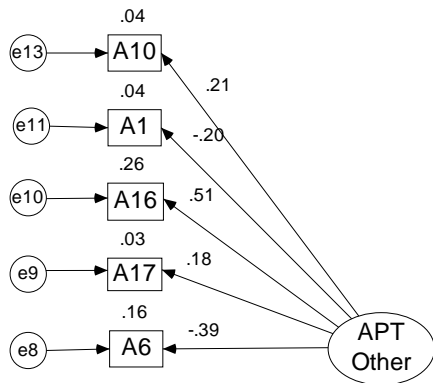 .04
e13 A10
.21
.04
e11 A1
-.20
.26
e10 A16
.51
.03
e9 A17
.18
.16
e8 A6
-.39
APT
Other